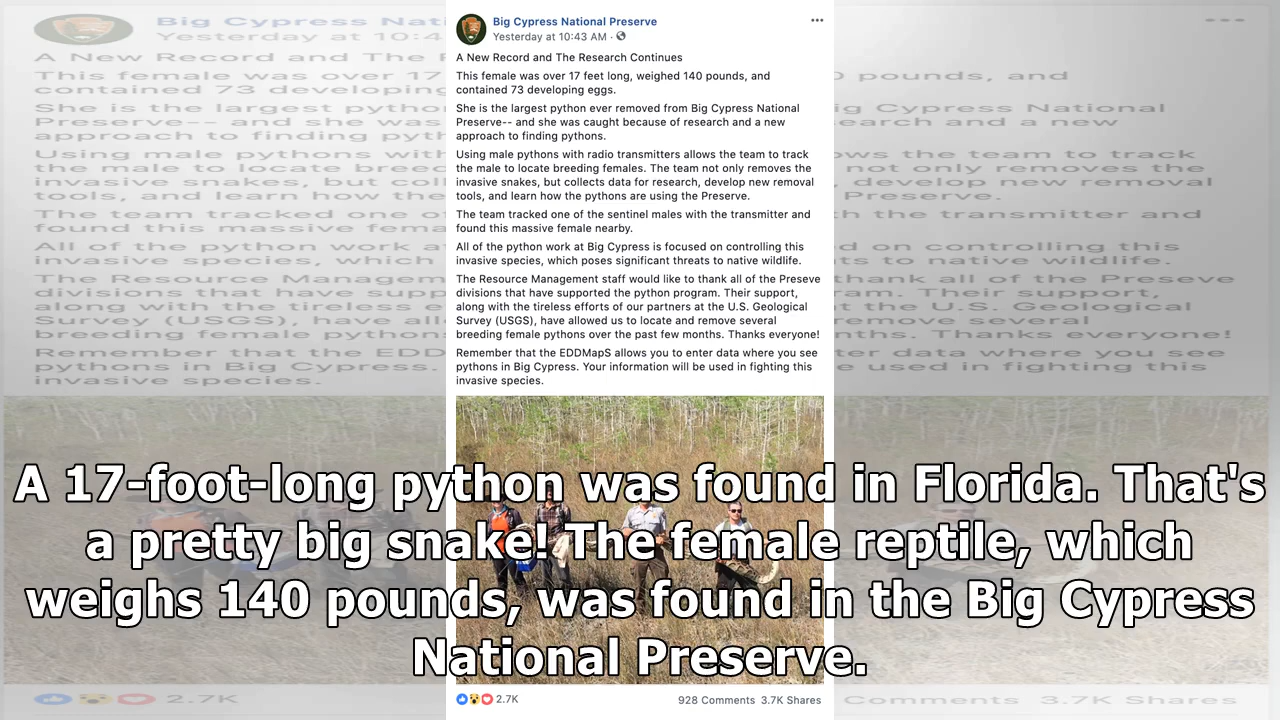 Big Cypress National Preserve
Yesterday at 10:43 AM ·
A New Record and The Research Continues
This female was over 17 feet long, weighed 140 pounds, and
contained 73 developing eggs.
She is the largest python ever removed from Big Cypress National
Preserve-- and she was caught because of research and a new
approach to finding pythons.
Using male pythons with radio transmitters allows the team to track
the male to locate breeding females. The team not only removes the
invasive snakes, but collects data for research, develop new removal
tools, and learn how the pythons are using the Preserve.
The team tracked one of the sentinel males with the transmitter and
found this massive female nearby.
All of the python work at Big Cypress is focused on controlling this
invasive species, which poses significant threats to native wildlife.
The Resource Management staff would like to thank all of the Preseve
divisions that have supported the python program. Their support,
along with the tireless efforts of our partners at the U.S. Geological
Survey (USGS), have allowed us to locate and remove several
breeding female pythons over the past few months. Thanks everyone!
Remember that the EDDMapS allows you to enter data where you see
pythons in Big Cypress. Your information will be used in fighting this
invasive species.
A 17-foot-long python was found in Florida. That's
a pretty big snake! The female reptile, which
weighs 140 pounds, was found in the Big Cypress
National Preserve.
2.7K
928 Comments 3.7K Shares